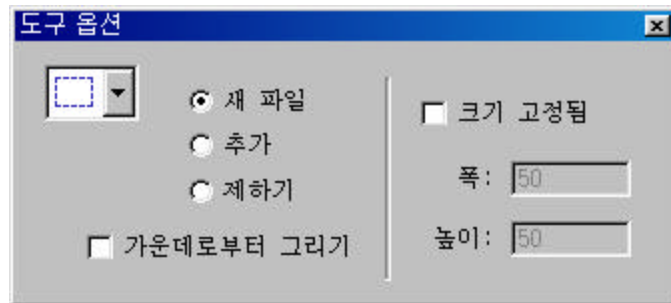 도구 옵션
새 파일
추가
제하기
가운데로부터 그리기
크기 고정됨
폭: 50
높이: 50